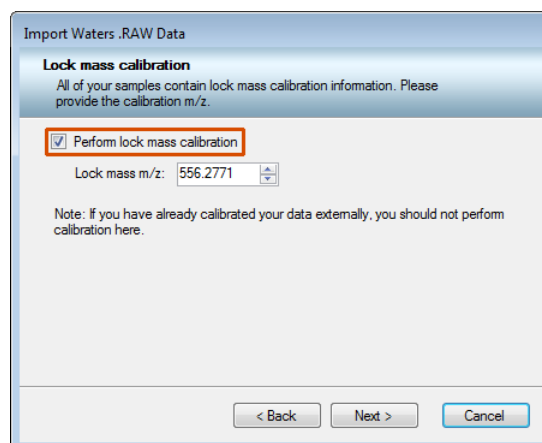 Import Waters .RAW Data
Lock mass calibration
All of your samples contain lock mass calibration information. Please
provide the calibration m/z.
Perform lock mass calibration
Lock mass m/z: 556.2771
Note: If you have already calibrated your data externally, you should not perform
calibration here.
< Back Next > Cancel